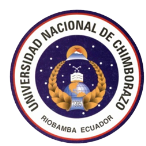 UNIVERSIDAD NACIONAL DE CHIMBORAZO
RIOBAMBA ECUADOR